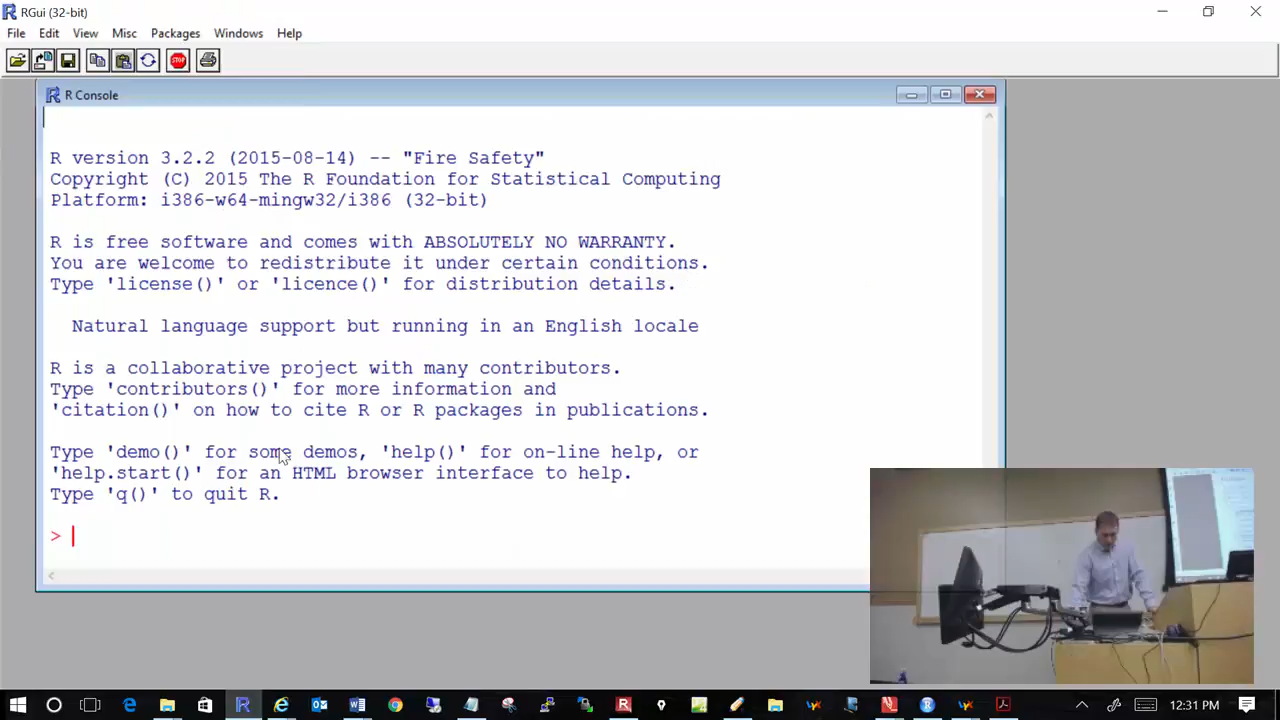 RGui (32-bit)
File Edit View Misc Packages Windows Help
STOP
R Console
R version 3.2.2 (2015-08-14) -- "Fire Safety"
Copyright (C) 2015 The R Foundation for Statistical Computing
Platform: i386-w64-mingw32/i386 (32-bit)
R is free software and comes with ABSOLUTELY NO WARRANTY.
You are welcome to redistribute it under certain conditions.
Type 'license()' or 'licence()' for distribution details.
Natural language support but running in an English locale
R is a collaborative project with many contributors.
Type 'contributors()' for more information and
'citation()' on how to cite R or R packages in publications.
Type 'demo()' for some demos, 'help()' for on-line help, or
'help.start()' for an HTML browser interface to help.
Type 'q()' to quit R.
>
12:31 PM